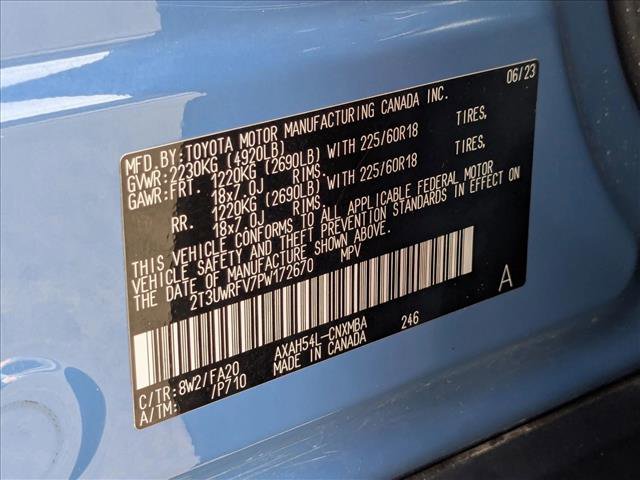 MFD. BY: TOYOTA MOTOR MANUFACTURING CANADA INC. 06/23
GVWR: 2230KG (4920LB)
GAWR: FRT. 1220KG (2690LB) WITH 225/60R18 TIRES,
18x7.0J RIMS.
RR. 1220KG (2690LB) WITH 225/60R18 TIRES,
18x7.0J RIMS.
THIS VEHICLE CONFORMS TO ALL APPLICABLE FEDERAL MOTOR
VEHICLE SAFETY AND THEFT PREVENTION STANDARDS IN EFFECT ON
THE DATE OF MANUFACTURE SHOWN ABOVE.
2T3UWRFV7PW172670 MPV
A
C/TR: 8W2/FA20 AXAH54L-CNXMBA 246
A/TM: /P710 MADE IN CANADA